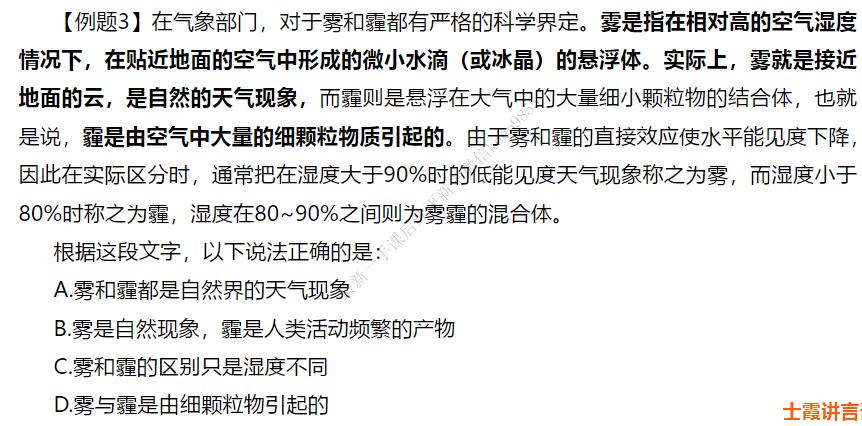 【例题3】在气象部门，对于雾和霾都有严格的科学界定。雾是指在相对高的空气湿度
情况下，在贴近地面的空气中形成的微小水滴（或冰晶）的悬浮体。实际上，雾就是接近
地面的云，是自然的天气现象，而霾则是悬浮在大气中的大量细小颗粒物的结合体，也就
是说，霾是由空气中大量的细颗粒物质引起的。由于雾和霾的直接效应使水平能见度下降，
因此在实际区分时，通常把在湿度大于90%时的低能见度天气现象称之为雾，而湿度小于
80%时称之为霾，湿度在80~90%之间则为雾霾的混合体。
根据这段文字，以下说法正确的是：
A.雾和霾都是自然界的天气现象
B.雾是自然现象，霾是人类活动频繁的产物
C.雾和霾的区别只是湿度不同
D.雾与霾是由细颗粒物引起的
士霞讲言